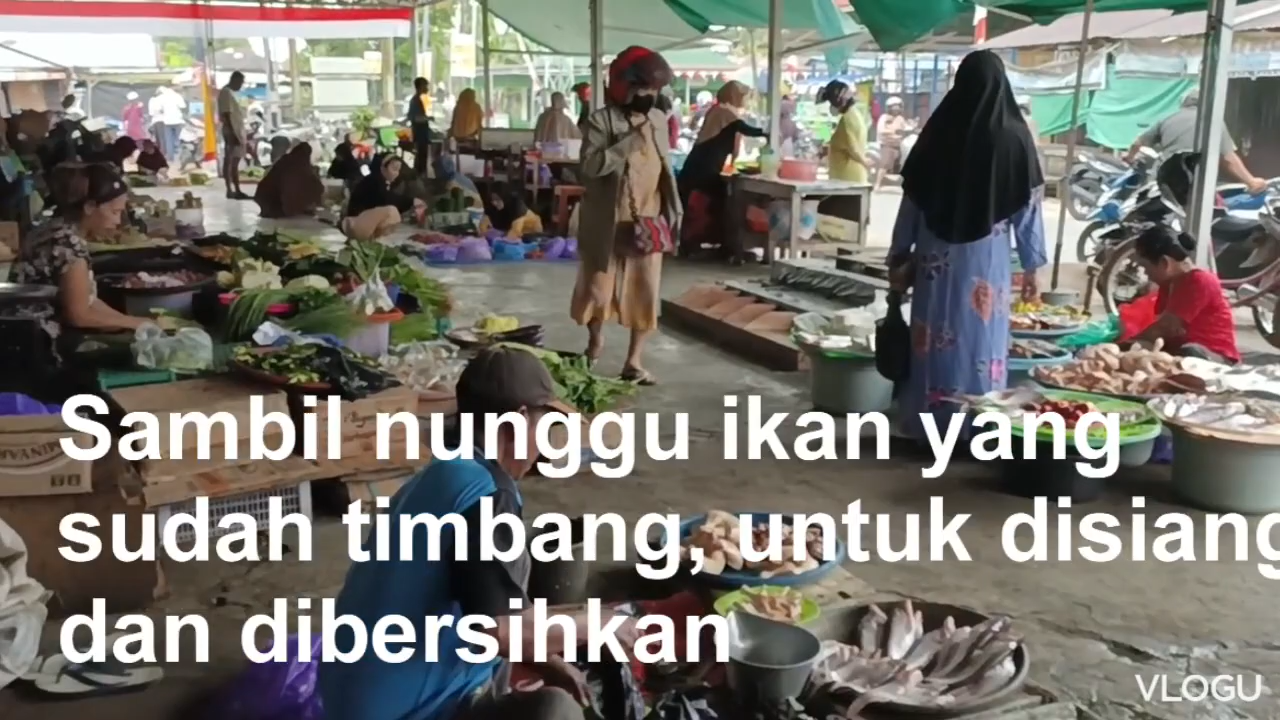 Sambil nunggu ikan yang
sudah timbang, untuk disiang
dan dibersihkan
VLOGU